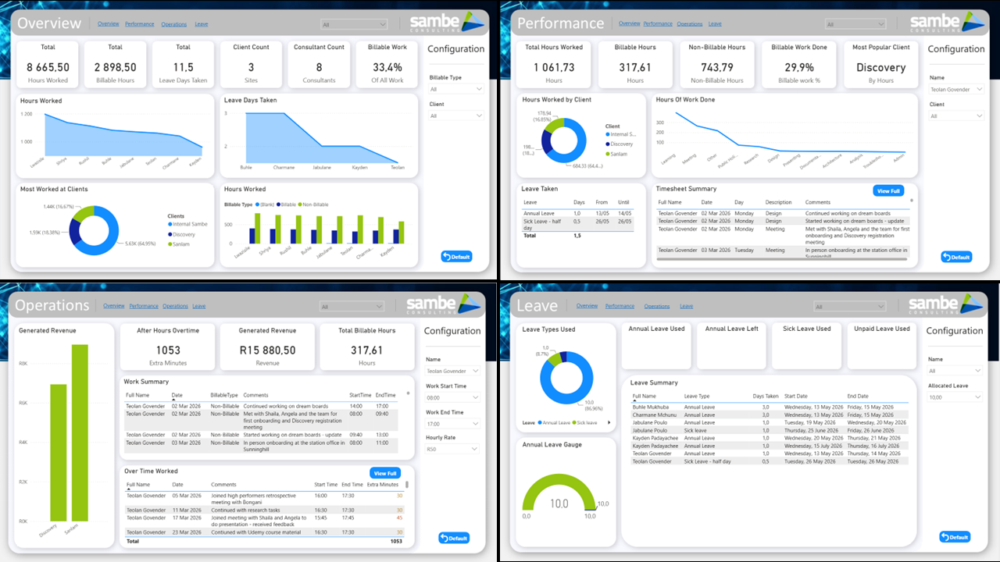 Overview
Overview Performance Operations Leave
All
sambe
CONSULTING
Total
8 665,50
Hours Worked
Total
2 898,50
Billable Hours
Total
11,5
Leave Days Taken
Client Count
3
Sites
Consultant Count
8
Consultants
Billable Work
33,4%
Of All Work
Configuration
Billable Type
All
Client
All
Hours Worked
1 200
1 000
Buhle
Jabulane
Teolan
Charmane
Leave Days Taken
3
2
Buhle Charmane Jabulane Kayden Teolan
Most Worked at Clients
1.44K (16,67%)
1.59K (18,38%)
5.63K (64,95%)
Clients
Internal Sambe
Discovery
Sanlam
Hours Worked
Billable Type (Blank) Billable Non-Billable
500
0
Buhle
Jabulane
Teolan
Charma...
Kayden
Default
Performance
Overview Performance Operations Leave
All
sambe
CONSULTING
Total Hours Worked
1 061,73
Hours
Billable Hours
317,61
Hours
Non-Billable Hours
743,79
Non-Billable Hours
Billable Work Done
29,9%
Billable work %
Most Popular Client
Discovery
By Hours
Configuration
Name
Teolan Govender
Client
All
Hours Worked by Client
178,94
(16.85%)
198...
(18...)
684,33 (64,4...)
Client
Internal S...
Discovery
Sanlam
Hours Of Work Done
300
200
100
Learning
Meeting
Other
Public Hol...
Research
Design
Presenting
Documenta...
Architecture
Analysis
Troublesho...
Admin
Leave Taken
Leave Days From Until
Annual Leave 1,0 13/05 14/05
Sick Leave - half
day 0,5 26/05 26/05
Total 1,5
Timesheet Summary
View Full
Full Name Date Day Description Comments
Teolan Govender 02 Mar 2026 Monday Design Continued working on dream boards
Teolan Govender 02 Mar 2026 Monday Design Started working on dream boards - update
Teolan Govender 02 Mar 2026 Monday Meeting Met with Shaila, Angela and the team for first
onboarding and Discovery registration
meeting
Teolan Govender 03 Mar 2026 Tuesday Meeting In person onboarding at the station office in
Sunninghill
Default
Operations
Overview Performance Operations Leave
All
sambe
CONSULTING
Generated Revenue
R8K
R6K
R4K
R2K
R0K
Discovery
Sanlam
After Hours Overtime
1053
Extra Minutes
Generated Revenue
R15 880,50
Revenue
Total Billable Hours
317,61
Hours
Configuration
Name
Teolan Govender
Work Start Time
08:00
Work End Time
17:00
Hourly Rate
R50
Work Summary
Full Name Date BillableType Comments StartTime EndTime
Teolan Govender 02 Mar 2026 Non-Billable Continued working on dream boards 14:00 17:00
Teolan Govender 02 Mar 2026 Non-Billable Met with Shaila, Angela and the team for 08:00 09:40
first onboarding and Discovery registration
meeting
Teolan Govender 02 Mar 2026 Non-Billable Started working on dream boards - update 09:40 13:00
Teolan Govender 03 Mar 2026 Non-Billable In person onboarding at the station office in 08:00 11:00
Sunninghill
Over Time Worked
View Full
Full Name Date Comments Start Time End Time Extra Minutes
Teolan Govender 05 Mar 2026 Joined high performers retrospective 16:00 17:30 30
meeting with Bongani
Teolan Govender 11 Mar 2026 Continued with research tasks 16:30 17:30 30
Teolan Govender 17 Mar 2026 Joined meeting with Shaila and Angela to 15:45 17:45 45
do presentation - received feedback
Teolan Govender 23 Mar 2026 Contiuned with Udemy course material 16:30 17:30 30
Total 1053
Default
Leave
Overview Performance Operations Leave
All
sambe
CONSULTING
Leave Types Used
1,0
(8,7%)
10,0
(86,96%)
Leave Annual Leave Sick leave
Annual Leave Used
Annual Leave Left
Sick Leave Used
Unpaid Leave Used
Configuration
Name
All
Allocated Leave
10,00
Annual Leave Gauge
10.0
10,0
0,0
10,0
Leave Summary
Full Name Leave Type Days Taken Start Date End Date
Buhle Mukhuba Annual Leave 3,0 Wednesday, 13 May 2026 Friday, 15 May 2026
Charmane Mchunu Annual Leave 3,0 Wednesday, 13 May 2026 Friday, 15 May 2026
Jabulane Poulo Annual Leave 1,0 Tuesday, 19 May 2026 Wednesday, 20 May 2026
Jabulane Poulo Sick leave 1,0 Thursday, 25 June 2026 Friday, 26 June 2026
Kayden Padayachee Annual Leave 1,0 Wednesday, 20 May 2026 Thursday, 21 May 2026
Kayden Padayachee Annual Leave 1,0 Wednesday, 15 July 2026 Thursday, 16 July 2026
Teolan Govender Annual Leave 1,0 Wednesday, 13 May 2026 Thursday, 14 May 2026
Teolan Govender Sick Leave - half day 0,5 Tuesday, 26 May 2026 Tuesday, 26 May 2026
Default